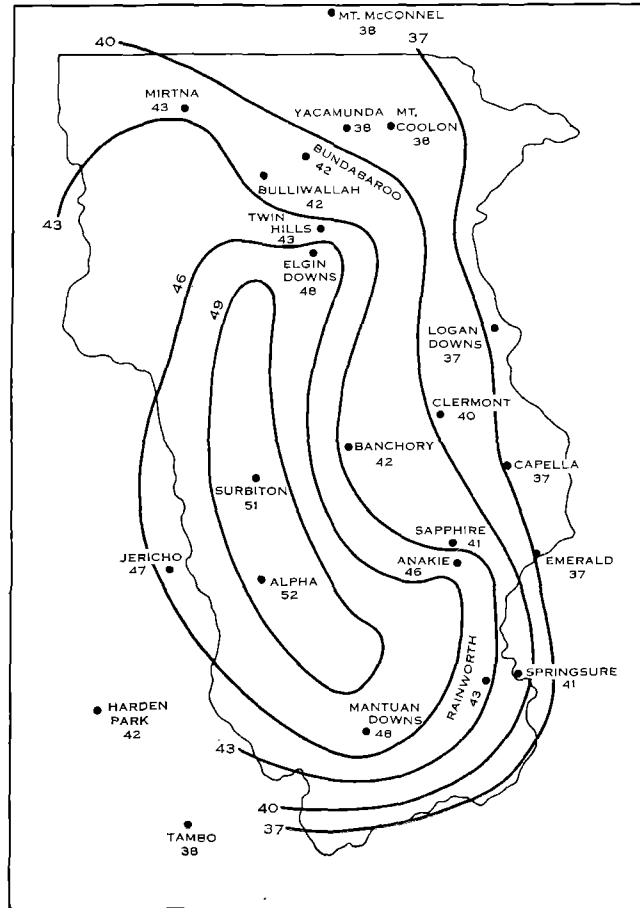 MT. McCONNEL
38
40
37
MIRTNA
43
YACAMUNDA
38
MT.
COOLON
38
BUNDABAROO
42
BULLIWALLAH
42
43
TWIN
HILLS
43
ELGIN
DOWNS
48
46
49
LOGAN
DOWNS
37
CLERMONT
40
BANCHORY
42
CAPELLA
37
SURBITON
51
SAPPHIRE
41
ANAKIE
46
EMERALD
37
JERICHO
47
ALPHA
52
RAINWORTH
43
SPRINGSURE
41
HARDEN
PARK
42
MANTUAN
DOWNS
48
43
40
37
TAMBO
38